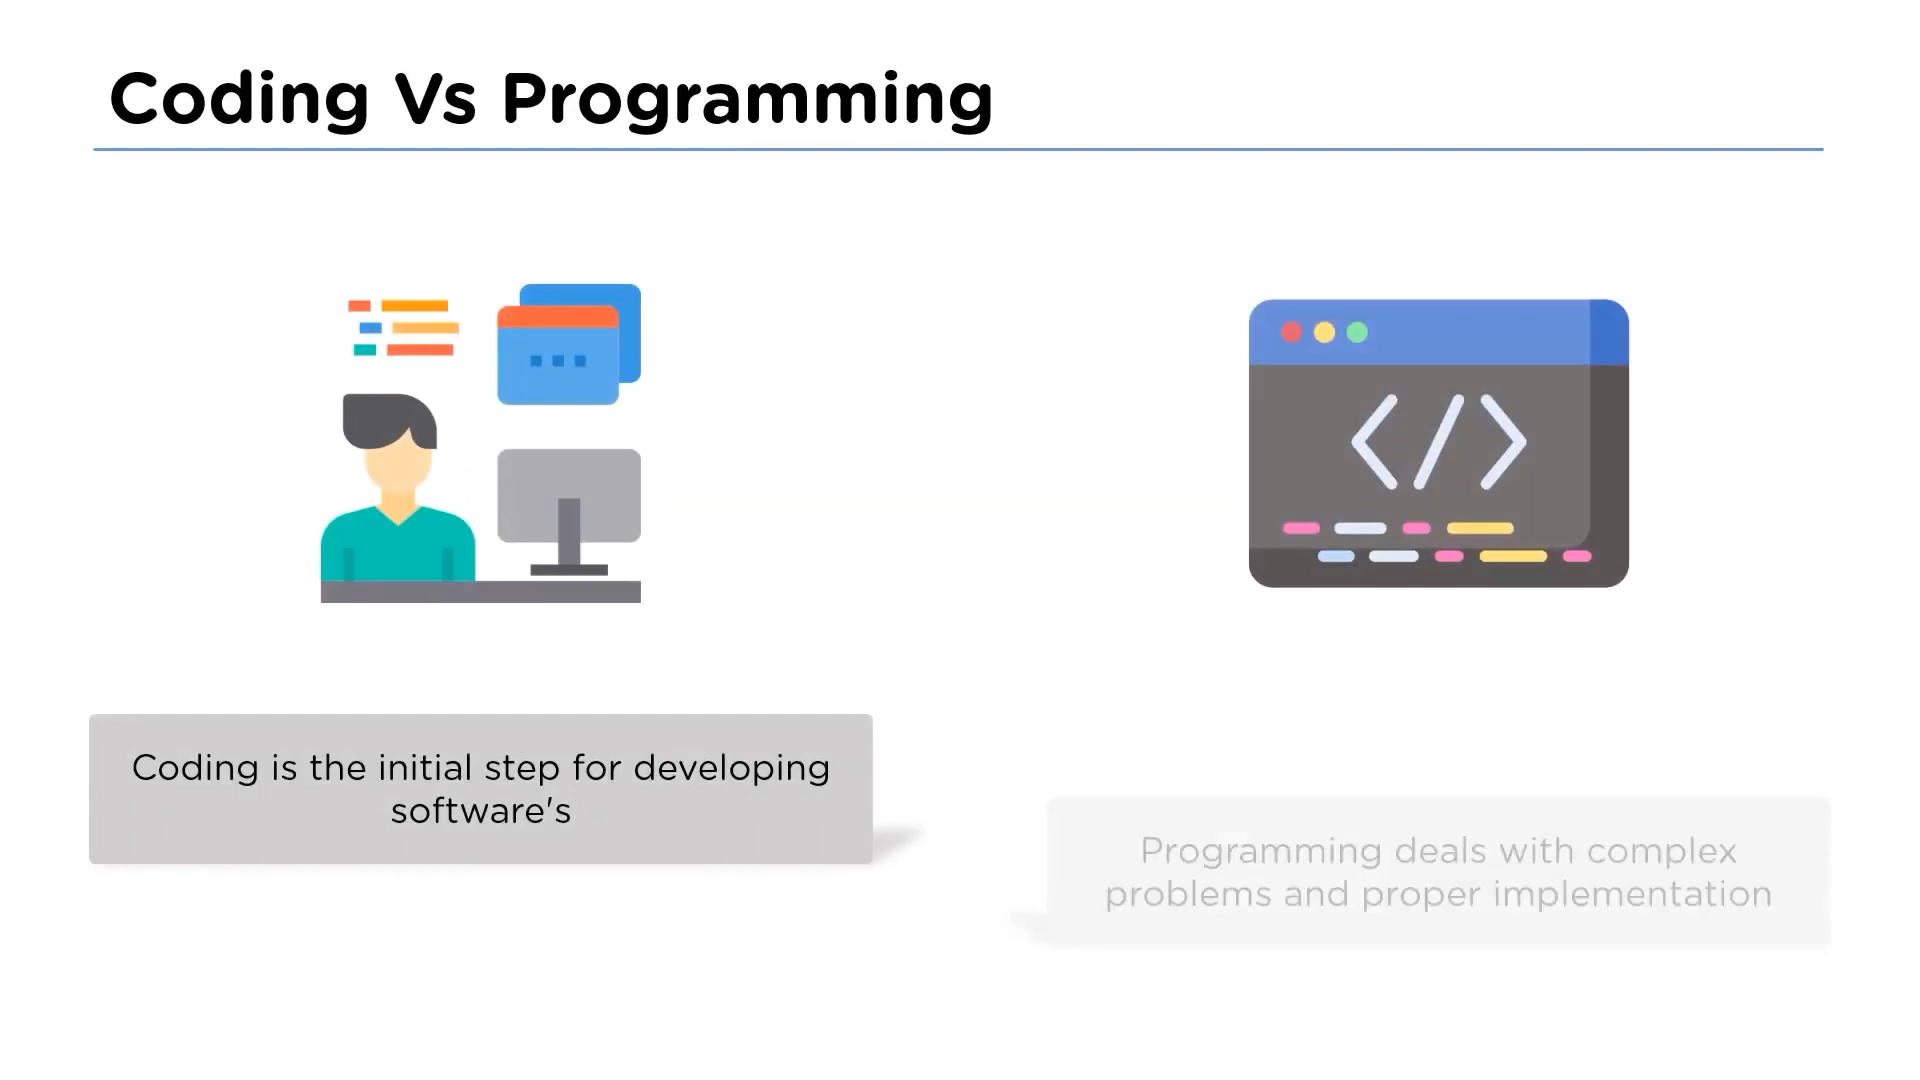 Coding Vs Programming
Coding is the initial step for developing
software's
Programming deals with complex
problems and proper implementation